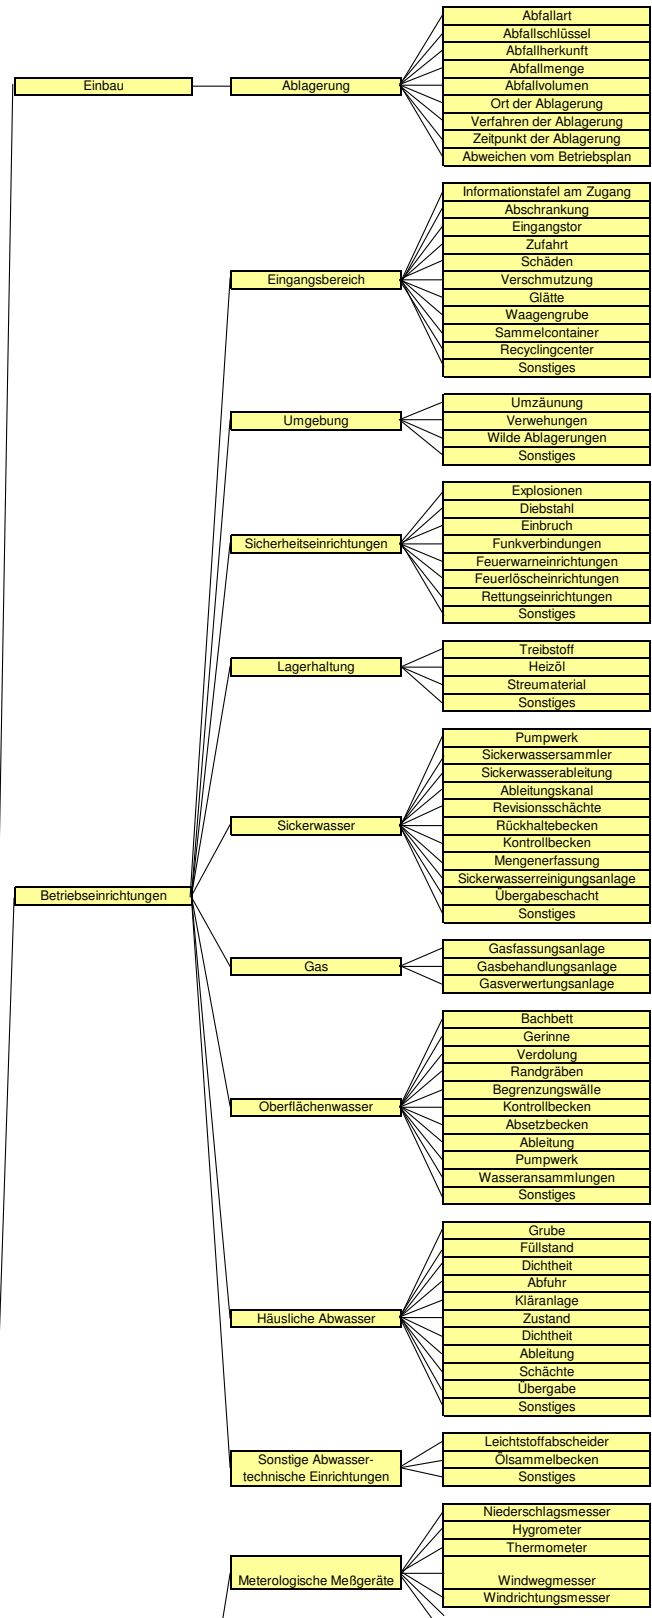 Einbau
Ablagerung
Abfallart
Abfallschlüssel
Abfallherkunft
Abfallmenge
Abfallvolumen
Ort der Ablagerung
Verfahren der Ablagerung
Zeitpunkt der Ablagerung
Abweichen vom Betriebsplan
Betriebseinrichtungen
Eingangsbereich
Informationstafel am Zugang
Abschrankung
Eingangstor
Zufahrt
Schäden
Verschmutzung
Glätte
Waagengrube
Sammelcontainer
Recyclingcenter
Sonstiges
Umgebung
Umzäunung
Verwehungen
Wilde Ablagerungen
Sonstiges
Sicherheitseinrichtungen
Explosionen
Diebstahl
Einbruch
Funkverbindungen
Feuerwarneinrichtungen
Feuerlöscheinrichtungen
Rettungseinrichtungen
Sonstiges
Lagerhaltung
Treibstoff
Heizöl
Streumaterial
Sonstiges
Sickerwasser
Pumpwerk
Sickerwassersammler
Sickerwasserableitung
Ableitungskanal
Revisionsschächte
Rückhaltebecken
Kontrollbecken
Mengenerfassung
Sickerwasserreinigungsanlage
Übergabeschacht
Sonstiges
Gas
Gasfassungsanlage
Gasbehandlungsanlage
Gasverwertungsanlage
Oberflächenwasser
Bachbett
Gerinne
Verdolung
Randgräben
Begrenzungswälle
Kontrollbecken
Absetzbecken
Ableitung
Pumpwerk
Wasseransammlungen
Sonstiges
Häusliche Abwasser
Grube
Füllstand
Dichtheit
Abfuhr
Kläranlage
Zustand
Dichtheit
Ableitung
Schächte
Übergabe
Sonstiges
Sonstige Abwasser-
technische Einrichtungen
Leichtstoffabscheider
Ölsammelbecken
Sonstiges
Meterologische Meßgeräte
Niederschlagsmesser
Hygrometer
Thermometer
Windwegmesser
Windrichtungsmesser